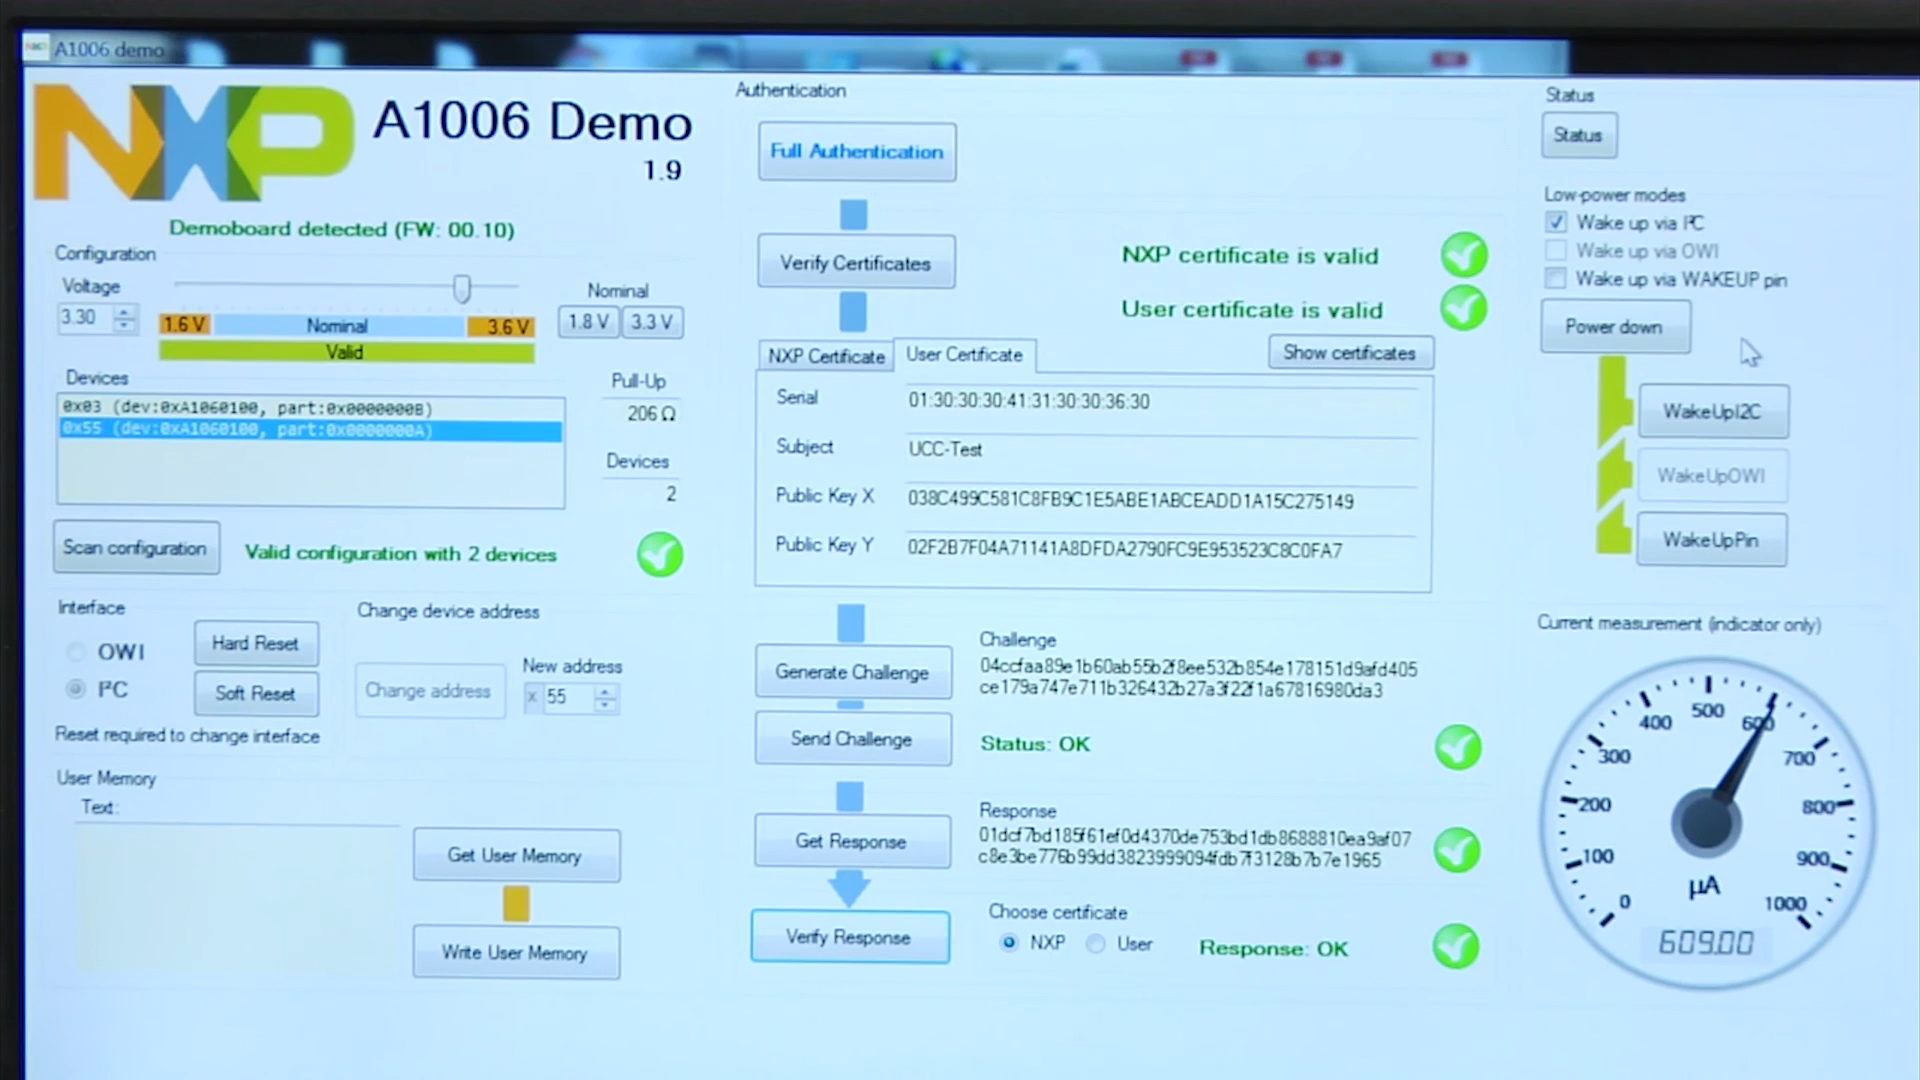 NXP A1006 demo
NXP
A1006 Demo
1.9
Demoboard detected (FW: 00.10)
Configuration
Voltage
3.30
1.6 V
Nominal
3.6 V
Valid
Nominal
1.8 V
3.3 V
Devices
0x03 (dev:0xA1060100, part:0x0000000B)
0x55 (dev:0xA1060100, part:0x0000000A)
Pull-Up
206 Ω
Devices
2
Scan configuration
Valid configuration with 2 devices
Interface
OWI
I²C
Hard Reset
Soft Reset
Reset required to change interface
Change device address
Change address
New address
x 55
User Memory
Text:
Get User Memory
Write User Memory
Authentication
Full Authentication
Verify Certificates
NXP certificate is valid
User certificate is valid
NXP Certificate
User Certificate
Show certificates
Serial
01:30:30:30:41:31:30:30:36:30
Subject
UCC-Test
Public Key X
038C499C581C8FB9C1E5ABE1ABCEADD1A15C275149
Public Key Y
02F2B7F04A71141A8DFDA2790FC9E953523C8C0FA7
Generate Challenge
Challenge
04ccfaa89e1b60ab55b2f8ee532b854e178151d9afd405
ce179a747e711b326432b27a3f22f1a67816980da3
Send Challenge
Status: OK
Get Response
Response
01dcf7bd185f61ef0d4370de753bd1db8688810ea9af07
c8e3be776b99dd3823999094fdb7f3128b7b7e1965
Verify Response
Choose certificate
NXP
User
Response: OK
Status
Status
Low-power modes
Wake up via I²C
Wake up via OWI
Wake up via WAKEUP pin
Power down
WakeUpI2C
WakeUpOWI
WakeUpPin
Current measurement (indicator only)
0
100
200
300
400
500
600
700
800
900
1000
µA
609.00